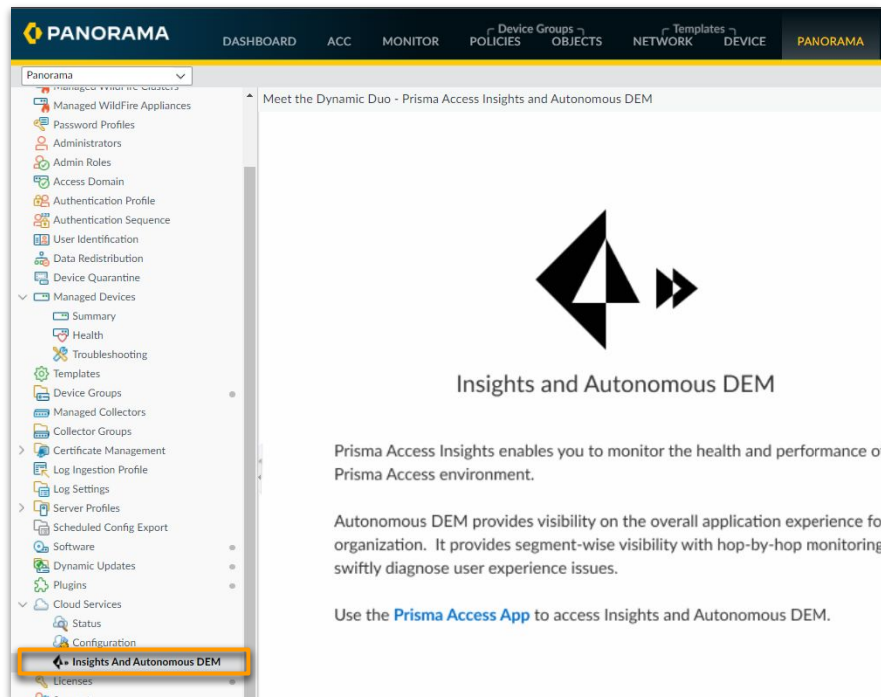 PANORAMA
Device Groups
Templates
DASHBOARD ACC MONITOR POLICIES OBJECTS NETWORK DEVICE PANORAMA
Panorama
Managed WildFire Clusters
Managed WildFire Appliances
Password Profiles
Administrators
Admin Roles
Access Domain
Authentication Profile
Authentication Sequence
User Identification
Data Redistribution
Device Quarantine
Managed Devices
Summary
Health
Troubleshooting
Templates
Device Groups
Managed Collectors
Collector Groups
Certificate Management
Log Ingestion Profile
Log Settings
Server Profiles
Scheduled Config Export
Software
Dynamic Updates
Plugins
Cloud Services
Status
Configuration
Insights And Autonomous DEM
Licenses
Meet the Dynamic Duo - Prisma Access Insights and Autonomous DEM
Insights and Autonomous DEM
Prisma Access Insights enables you to monitor the health and performance
Prisma Access environment.
Autonomous DEM provides visibility on the overall application experience
organization. It provides segment-wise visibility with hop-by-hop monitoring
swiftly diagnose user experience issues.
Use the Prisma Access App to access Insights and Autonomous DEM.